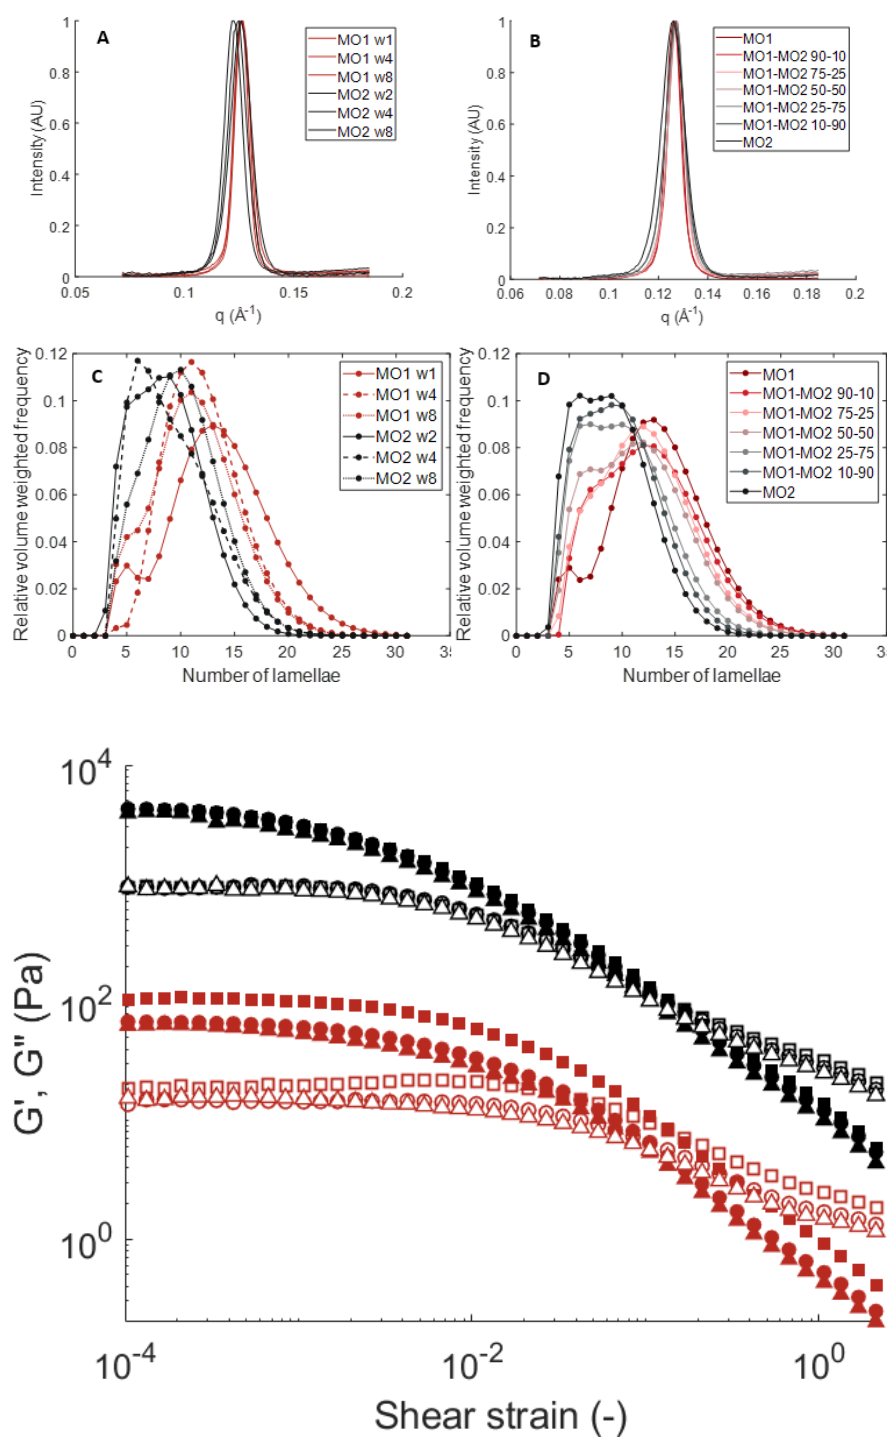 A
MO1 w1
MO1 w4
MO1 w8
MO2 w2
MO2 w4
MO2 w8
Intensity (AU)
1
0.8
0.6
0.4
0.2
0
0.05
0.1
0.15
0.2
q (Å⁻¹)
B
MO1
MO1-MO2 90-10
MO1-MO2 75-25
MO1-MO2 50-50
MO1-MO2 25-75
MO1-MO2 10-90
MO2
Intensity (AU)
1
0.8
0.6
0.4
0.2
0
0.06
0.08
0.1
0.12
0.14
0.16
0.18
0.2
q (Å⁻¹)
C
MO1 w1
MO1 w4
MO1 w8
MO2 w2
MO2 w4
MO2 w8
Relative volume weighted frequency
0.12
0.1
0.08
0.06
0.04
0.02
0
0
5
10
15
20
25
30
35
Number of lamellae
D
MO1
MO1-MO2 90-10
MO1-MO2 75-25
MO1-MO2 50-50
MO1-MO2 25-75
MO1-MO2 10-90
MO2
Relative volume weighted frequency
0.12
0.1
0.08
0.06
0.04
0.02
0
0
5
10
15
20
25
30
35
Number of lamellae
G', G" (Pa)
10⁴
10²
10⁰
10⁻⁴
10⁻²
10⁰
Shear strain (-)